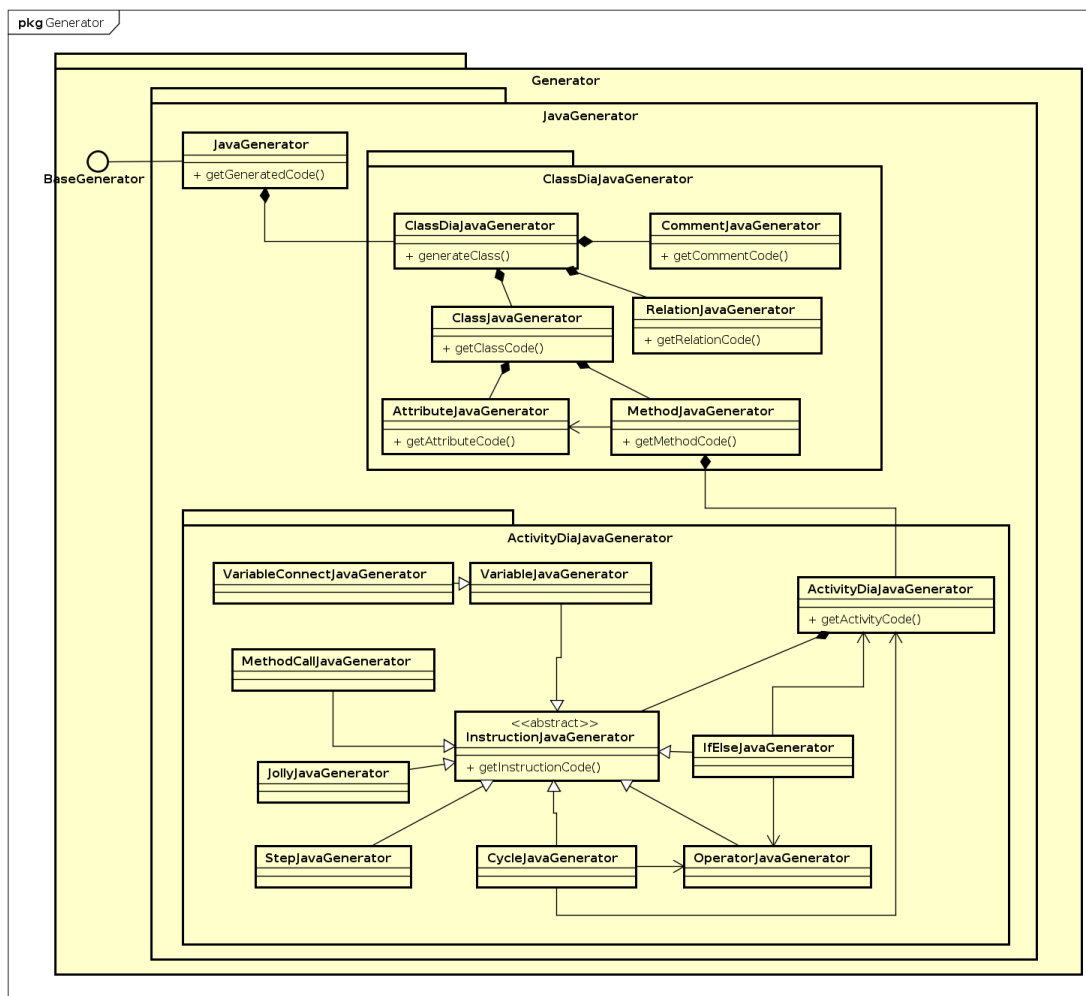 pkg Generator
Generator
JavaGenerator
JavaGenerator
+ getGeneratedCode()
BaseGenerator
ClassDiaJavaGenerator
ClassDiaJavaGenerator
+ generateClass()
CommentJavaGenerator
+ getCommentCode()
RelationJavaGenerator
+ getRelationCode()
ClassJavaGenerator
+ getClassCode()
AttributeJavaGenerator
+ getAttributeCode()
MethodJavaGenerator
+ getMethodCode()
ActivityDiaJavaGenerator
VariableConnectJavaGenerator
VariableJavaGenerator
ActivityDiaJavaGenerator
+ getActivityCode()
MethodCallJavaGenerator
<<abstract>>
InstructionJavaGenerator
+ getInstructionCode()
IfElseJavaGenerator
JollyJavaGenerator
StepJavaGenerator
CycleJavaGenerator
OperatorJavaGenerator